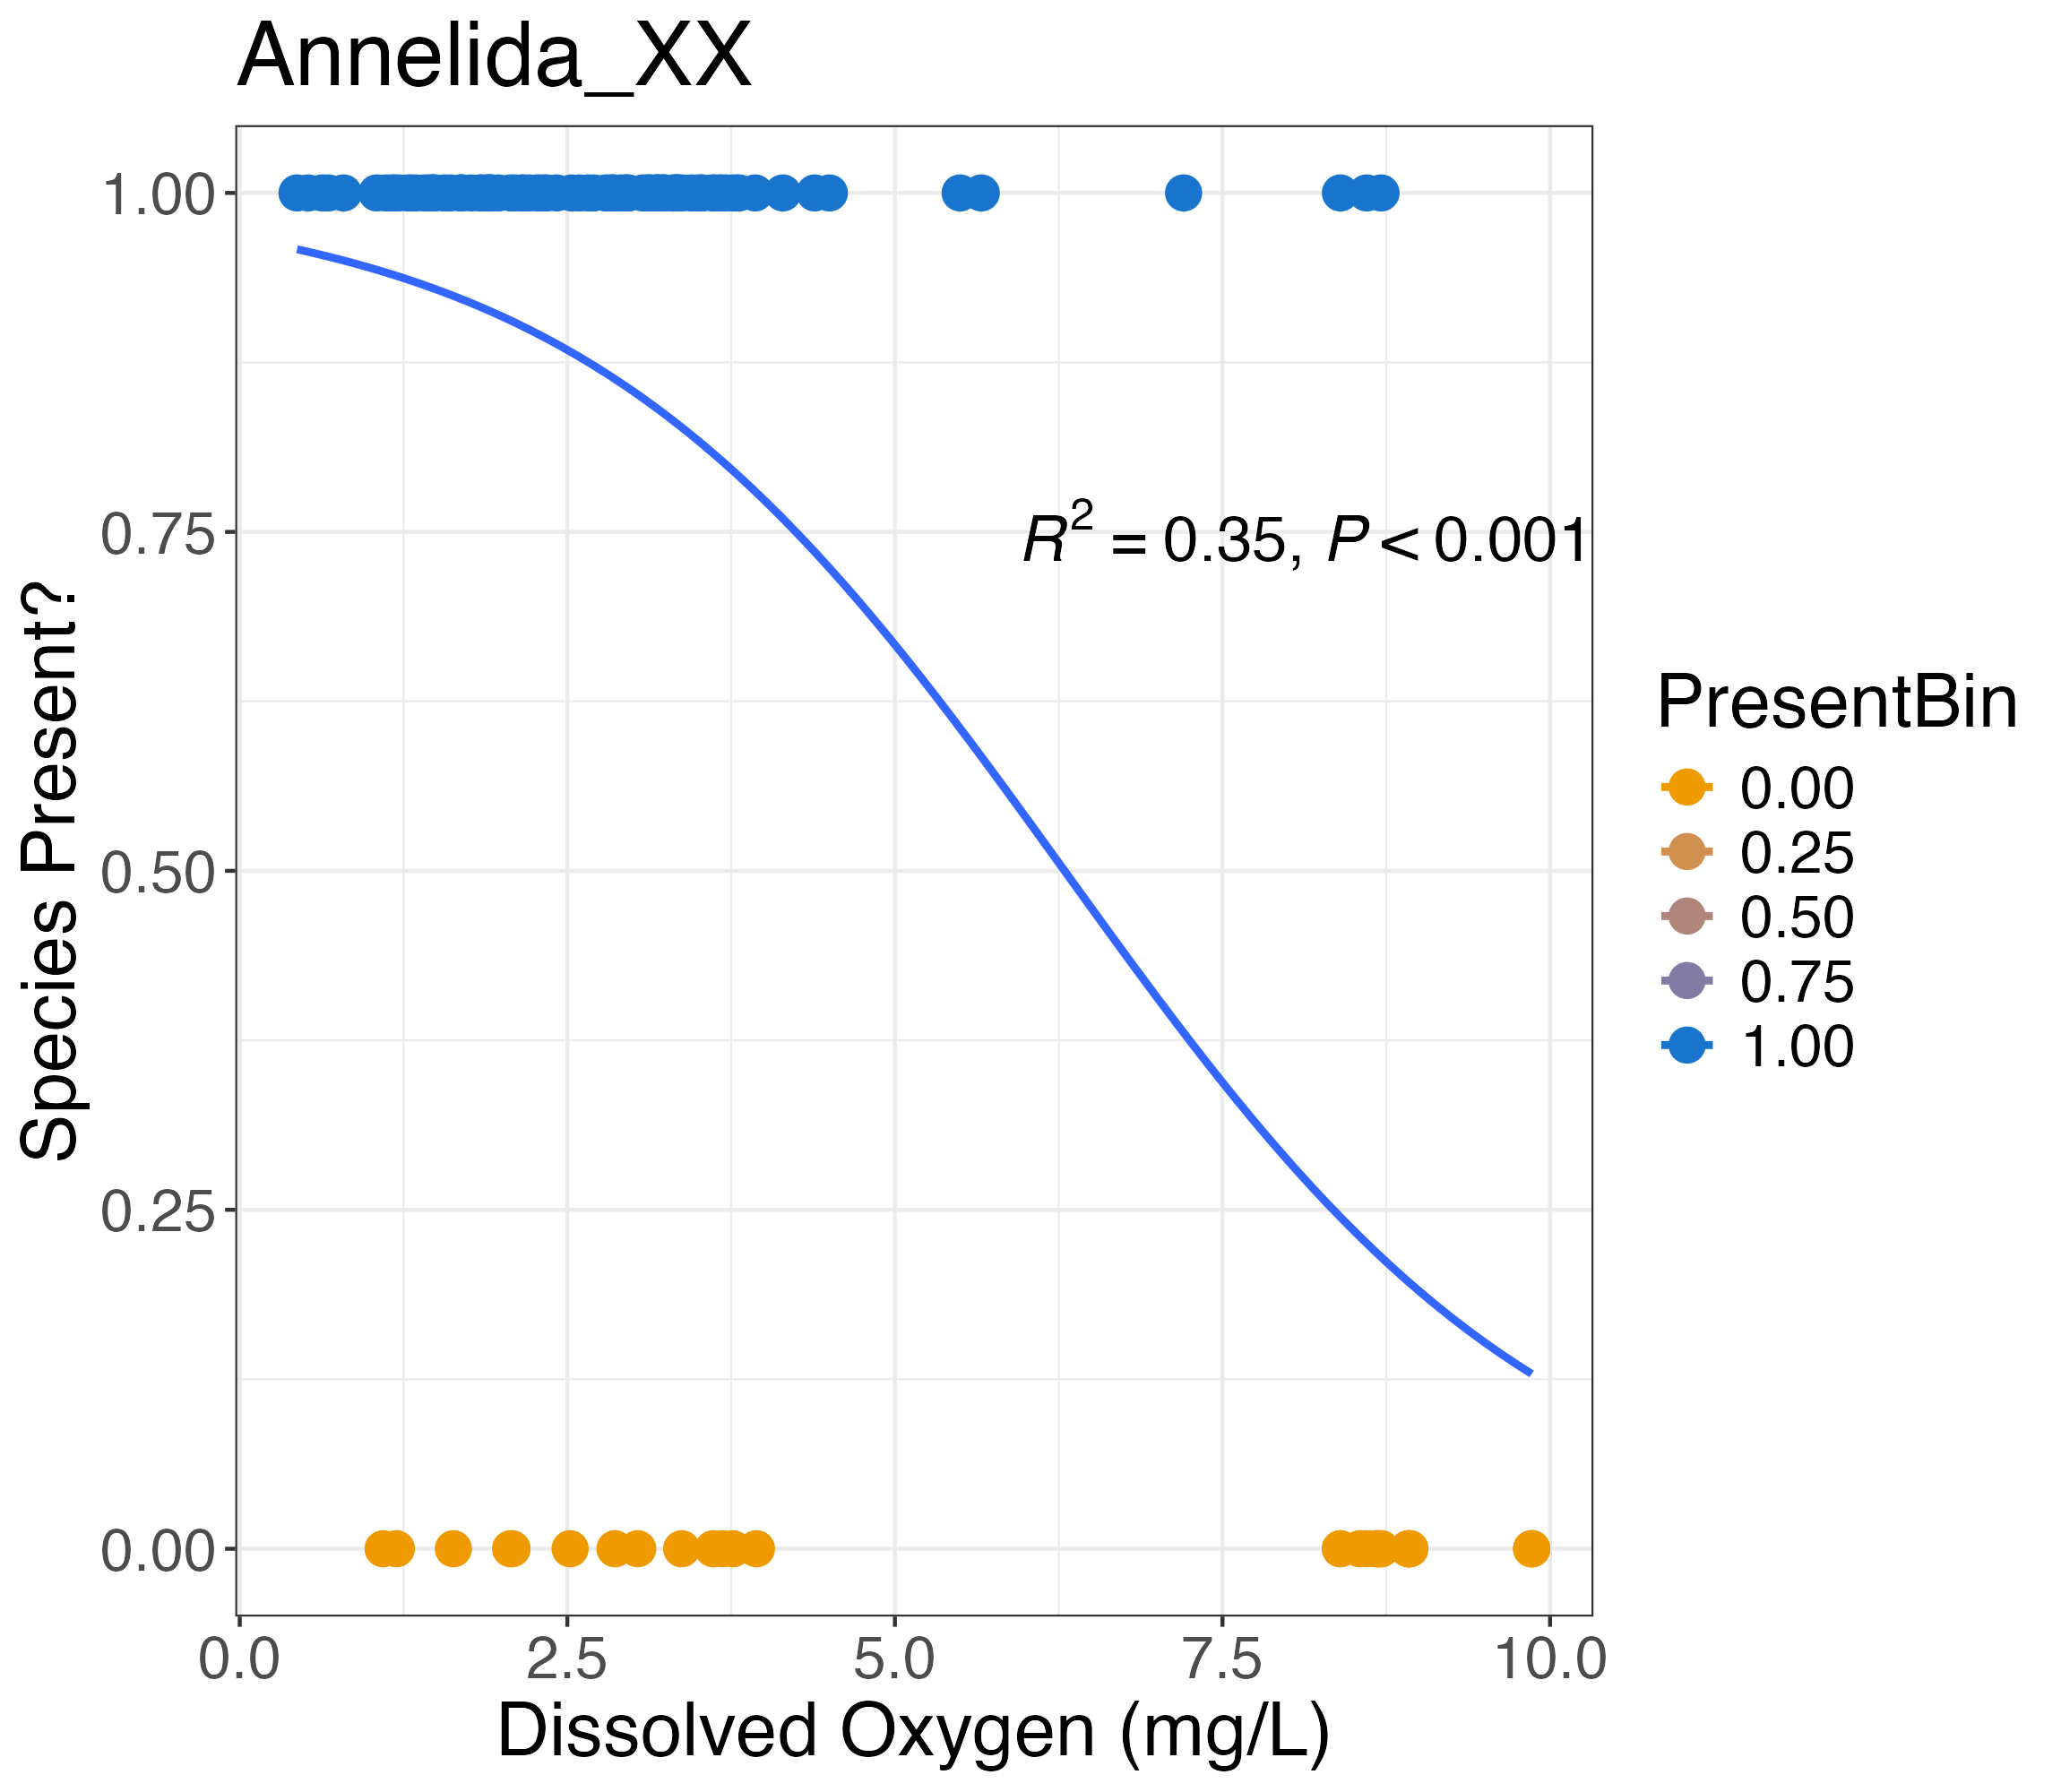 Annelida_XX
1.00
0.75
0.50
0.25
0.00
Species Present?
R² = 0.35, P < 0.001
0.0 2.5 5.0 7.5 10.0
Dissolved Oxygen (mg/L)
PresentBin
0.00
0.25
0.50
0.75
1.00